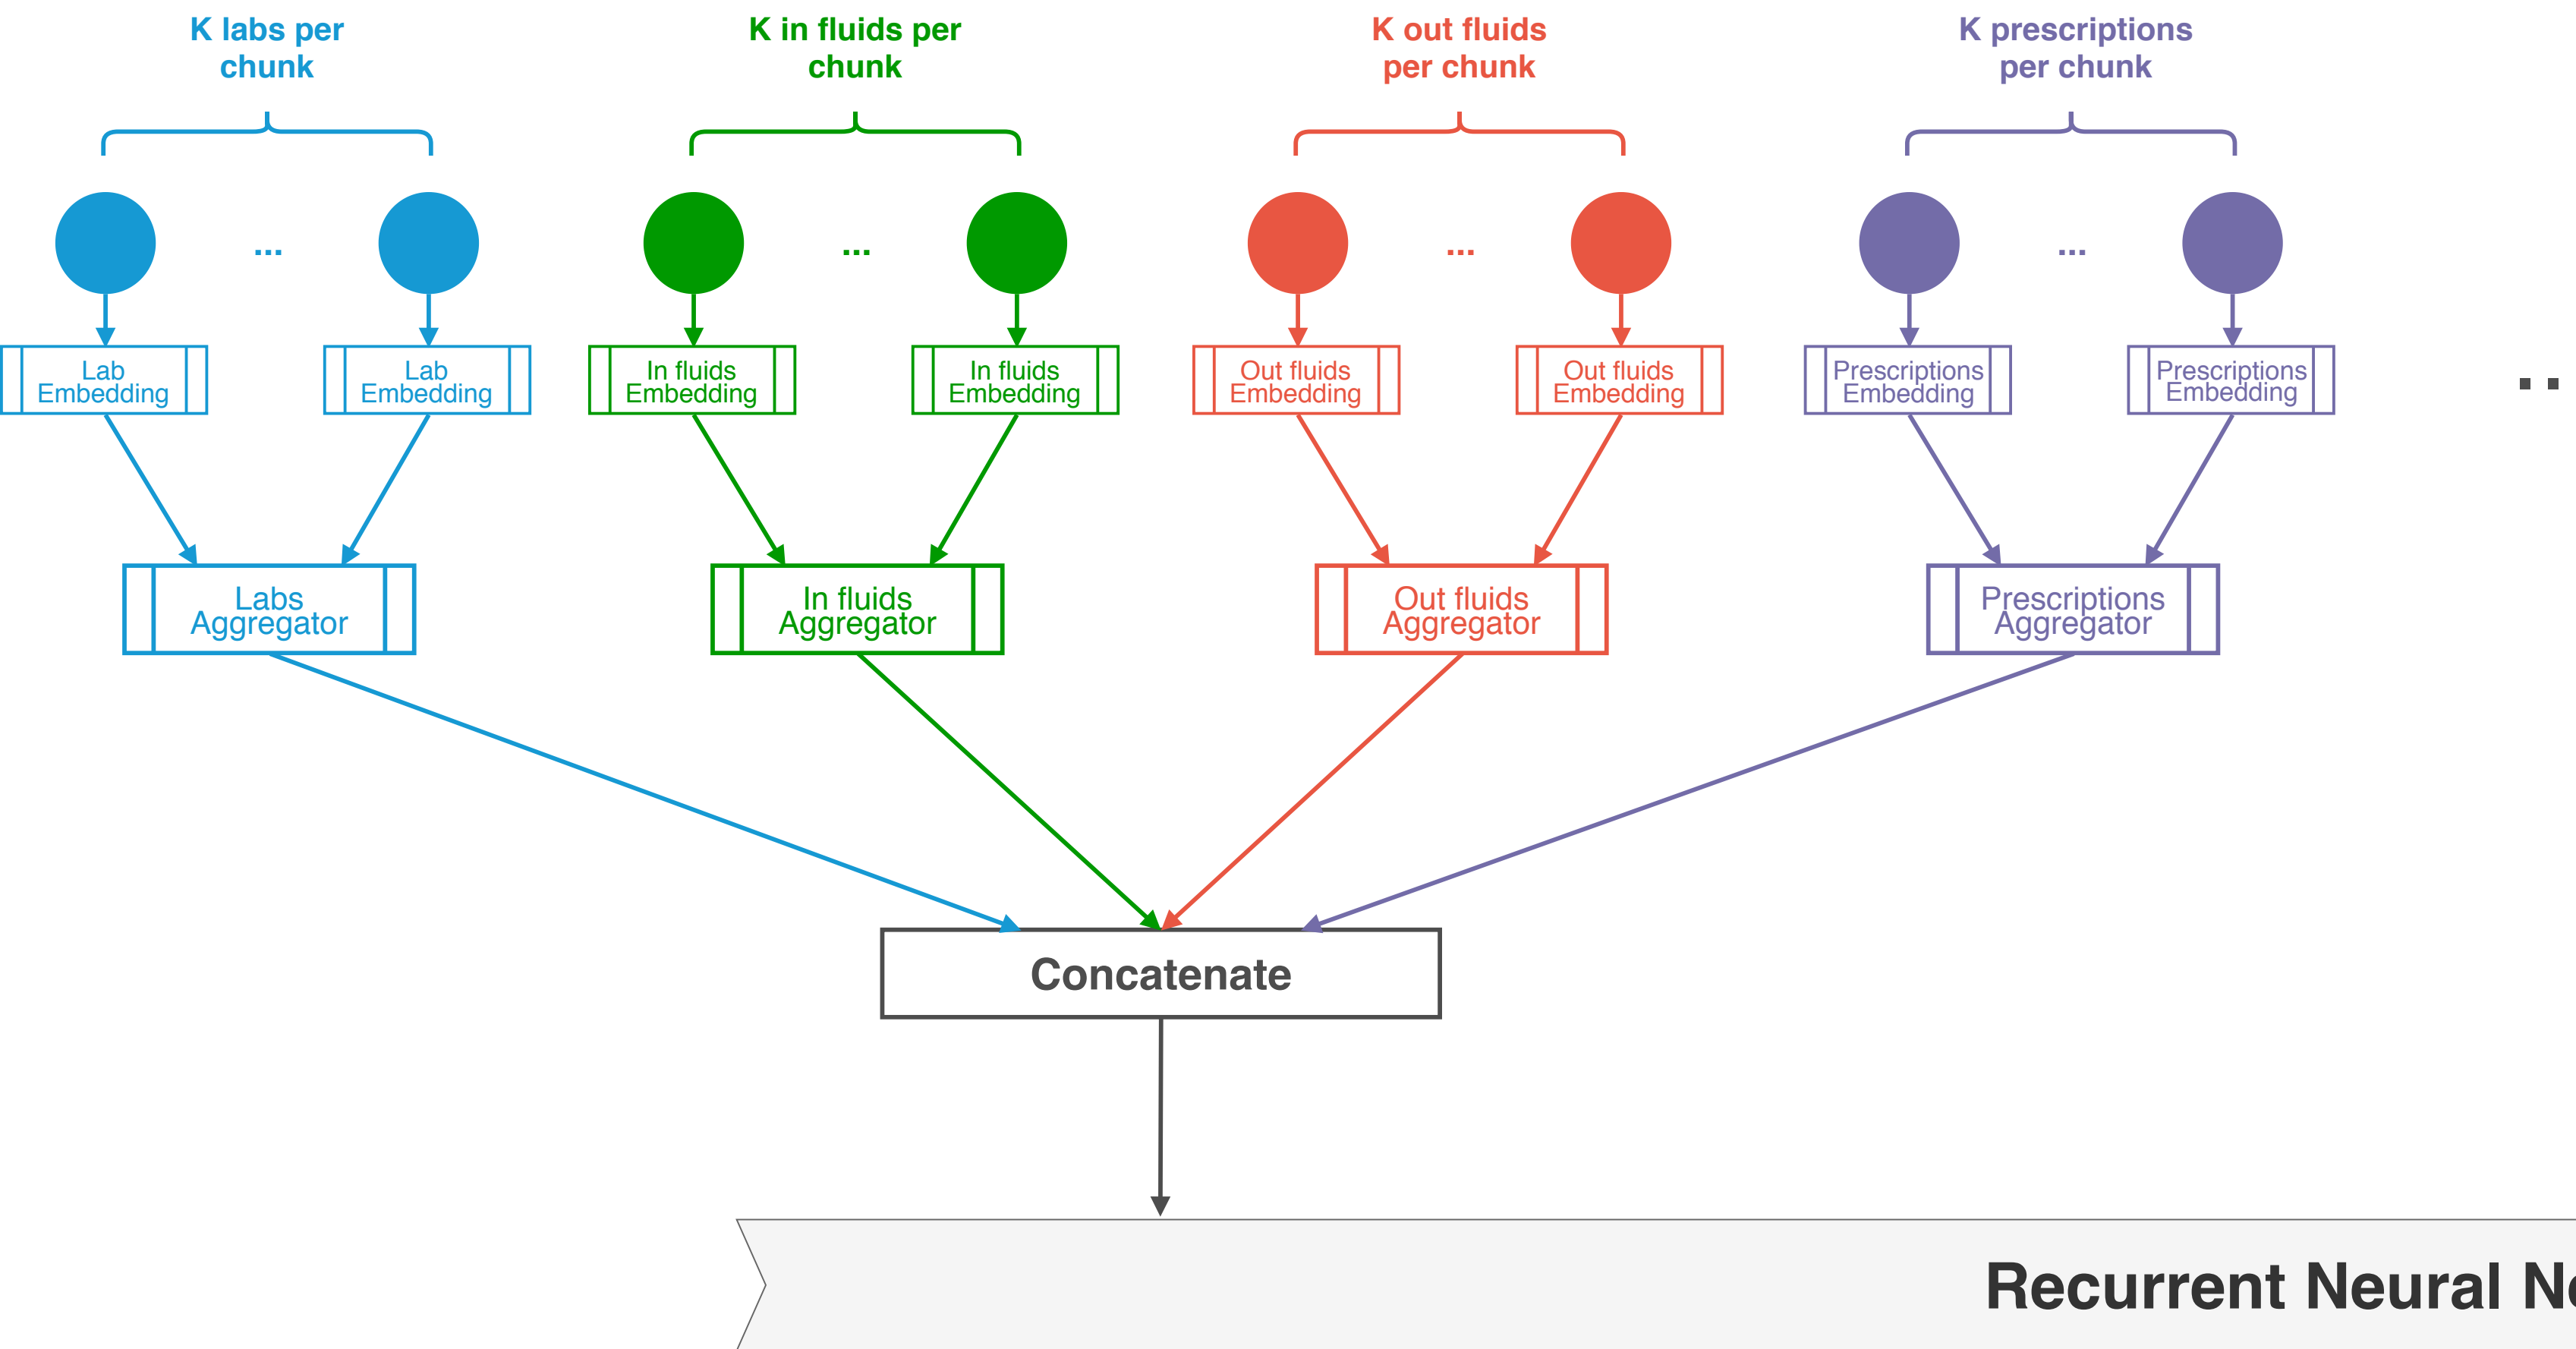 K labs per
chunk
K in fluids per
chunk
K out fluids
per chunk
K prescriptions
per chunk
...
...
...
...
Lab
Embedding
Lab
Embedding
In fluids
Embedding
In fluids
Embedding
Out fluids
Embedding
Out fluids
Embedding
Prescriptions
Embedding
Prescriptions
Embedding
..
Labs
Aggregator
In fluids
Aggregator
Out fluids
Aggregator
Prescriptions
Aggregator
Concatenate
Recurrent Neural